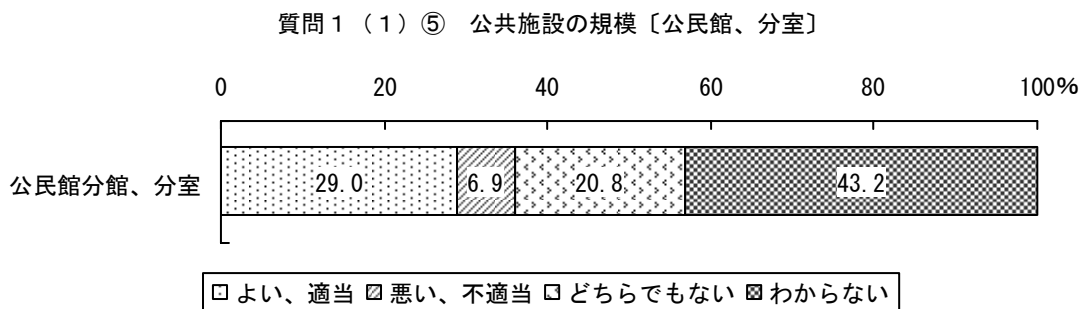 質問１（１）⑤　公共施設の規模〔公民館、分室〕
0 20 40 60 80 100%
公民館分館、分室 29.0 6.9 20.8 43.2
よい、適当 悪い、不適当 どちらでもない わからない